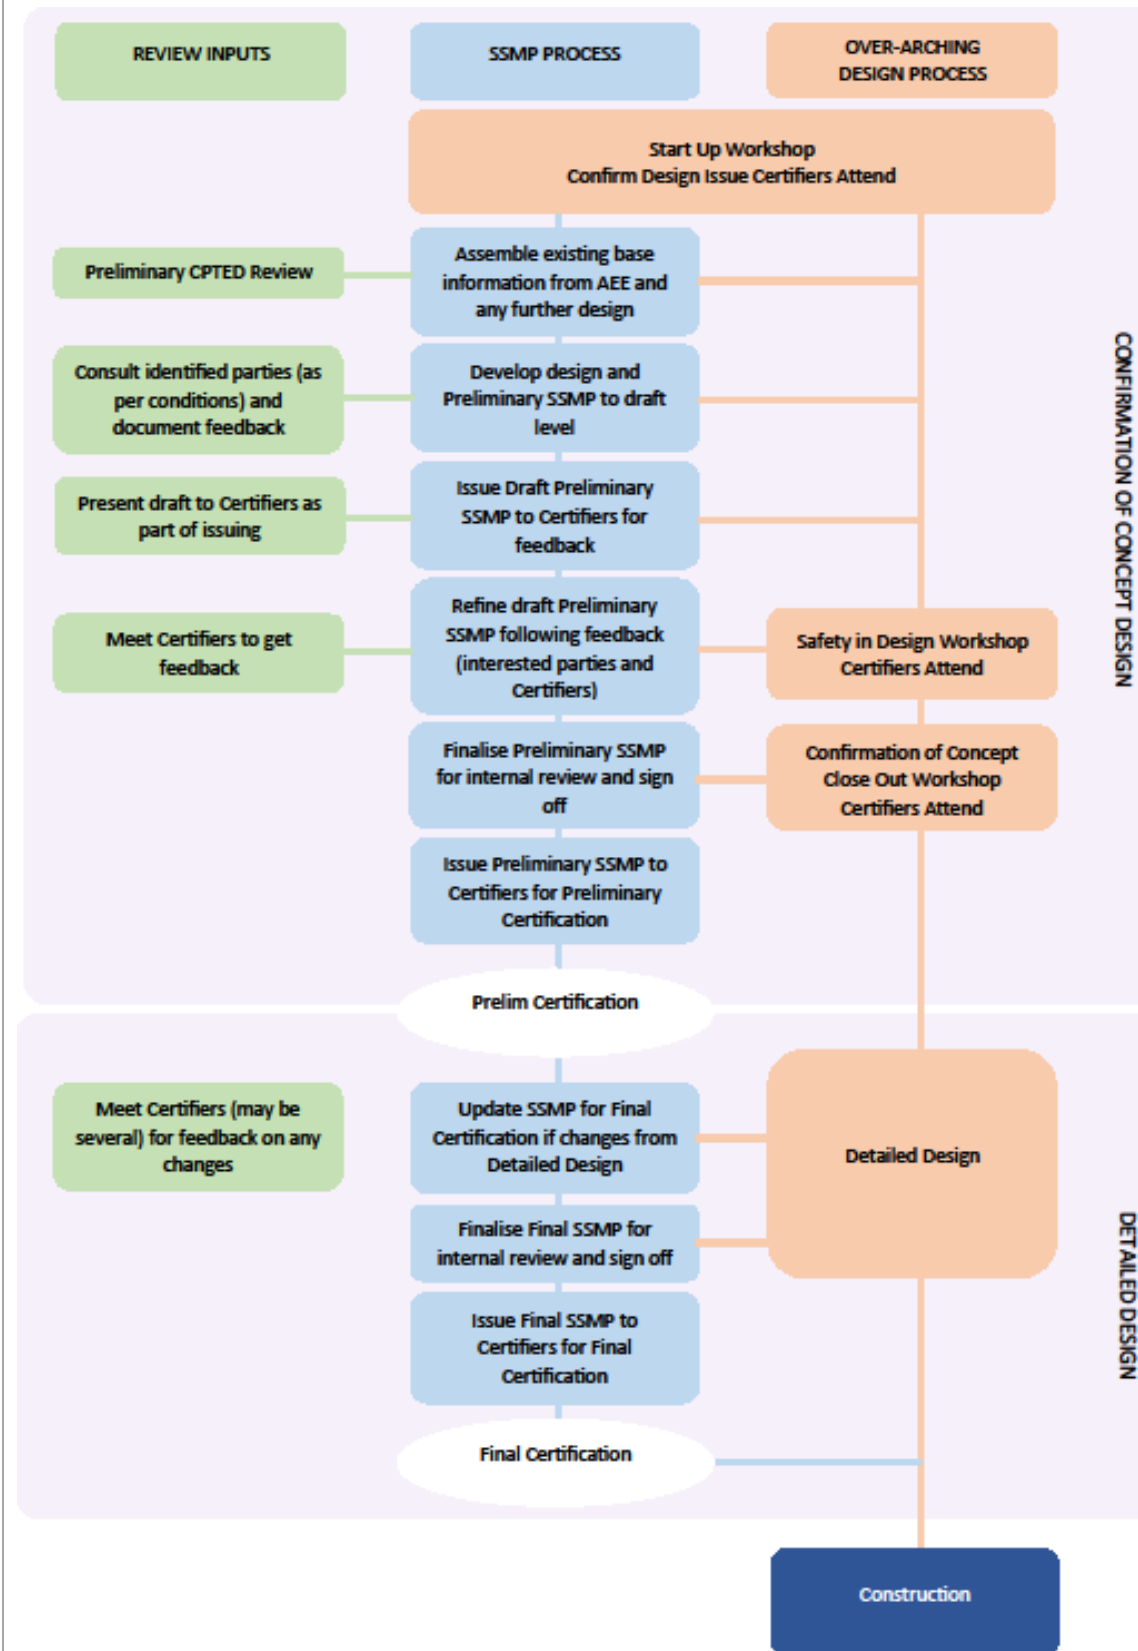 REVIEW INPUTS
SSMP PROCESS
OVER-ARCHING
DESIGN PROCESS
Start Up Workshop
Confirm Design Issue Certifiers Attend
Preliminary CPTED Review
Assemble existing base
information from AEE and
any further design
Consult identified parties (as
per conditions) and
document feedback
Develop design and
Preliminary SSMP to draft
level
Present draft to Certifiers as
part of issuing
Issue Draft Preliminary
SSMP to Certifiers for
feedback
Meet Certifiers to get
feedback
Refine draft Preliminary
SSMP following feedback
(interested parties and
Certifiers)
Safety in Design Workshop
Certifiers Attend
Finalise Preliminary SSMP
for internal review and sign
off
Confirmation of Concept
Close Out Workshop
Certifiers Attend
Issue Preliminary SSMP to
Certifiers for Preliminary
Certification
CONFIRMATION OF CONCEPT DESIGN
Prelim Certification
Meet Certifiers (may be
several) for feedback on any
changes
Update SSMP for Final
Certification if changes from
Detailed Design
Detailed Design
Finalise Final SSMP for
internal review and sign off
Issue Final SSMP to
Certifiers for Final
Certification
DETAILED DESIGN
Final Certification
Construction